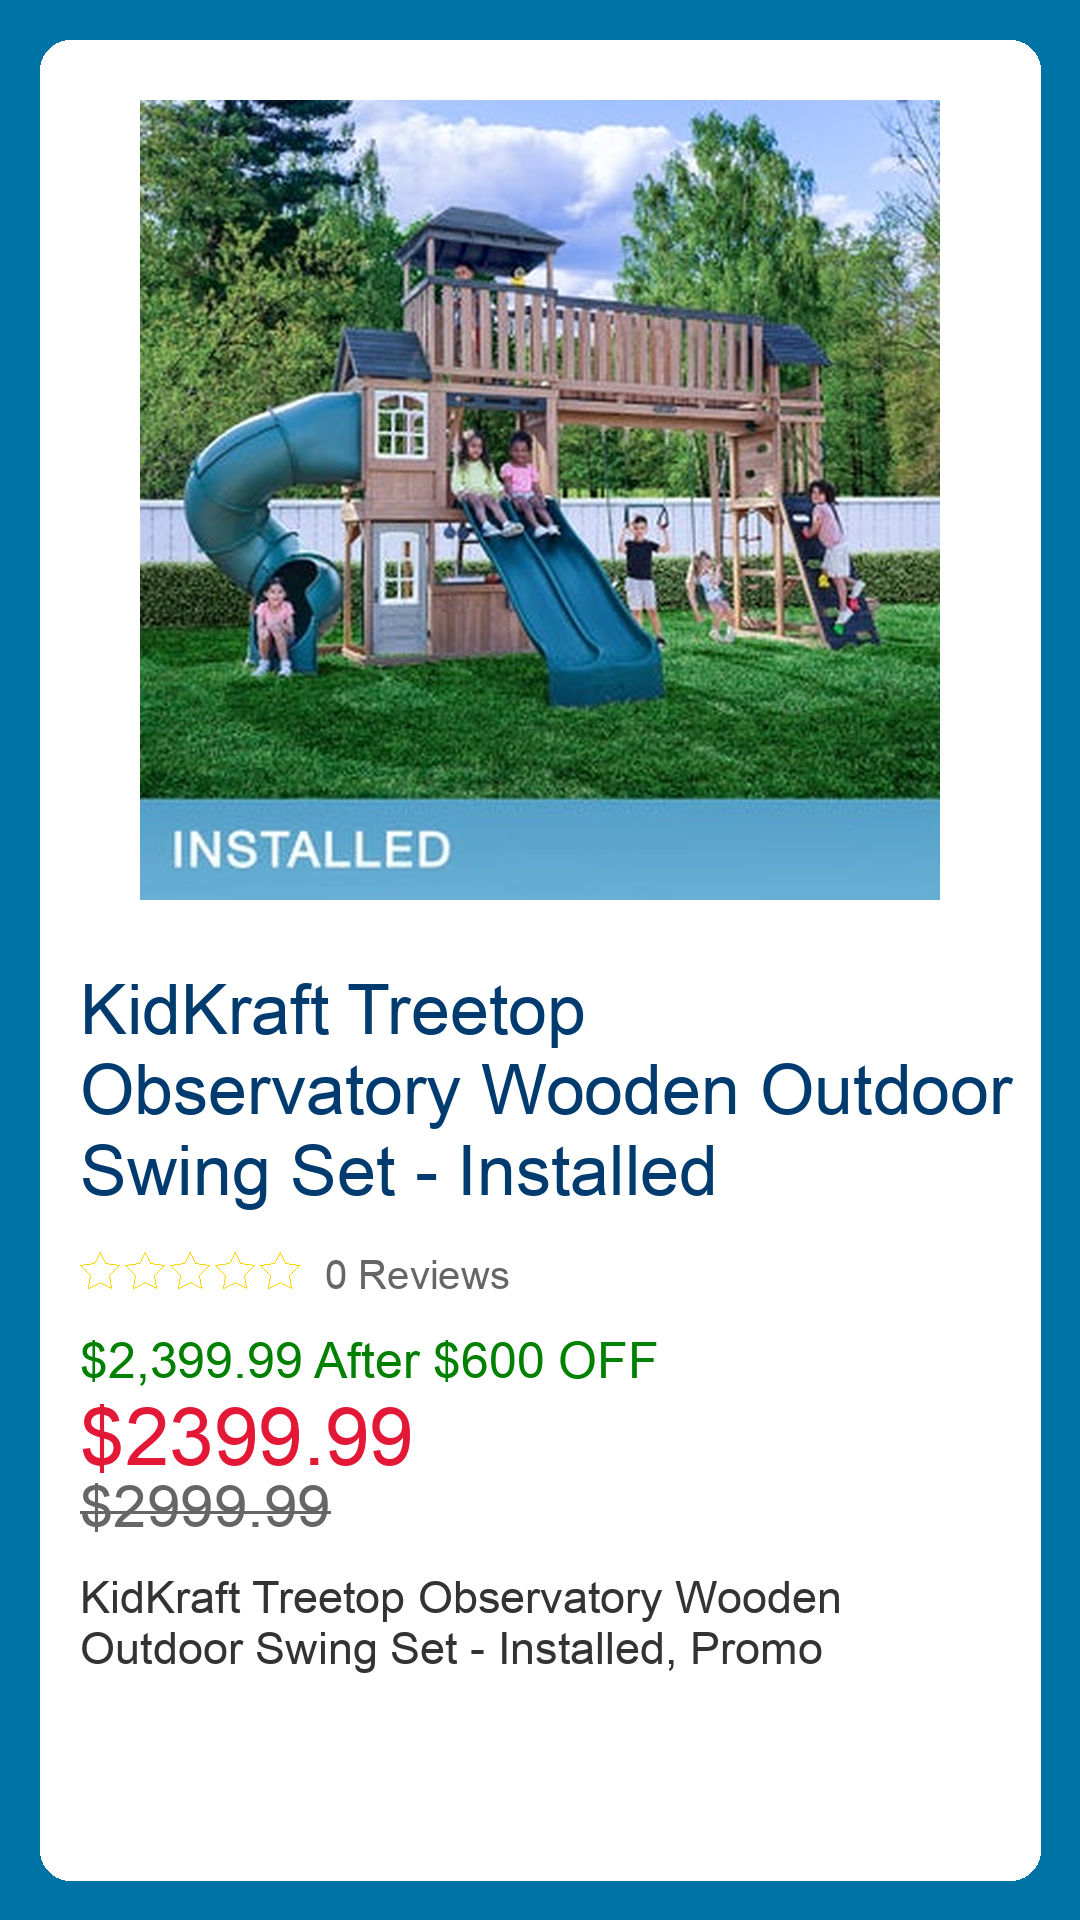 INSTALLED
KidKraft Treetop
Observatory Wooden Outdoor
Swing Set - Installed
0 Reviews
$2,399.99 After $600 OFF
$2399.99
$2999.99
KidKraft Treetop Observatory Wooden
Outdoor Swing Set - Installed, Promo